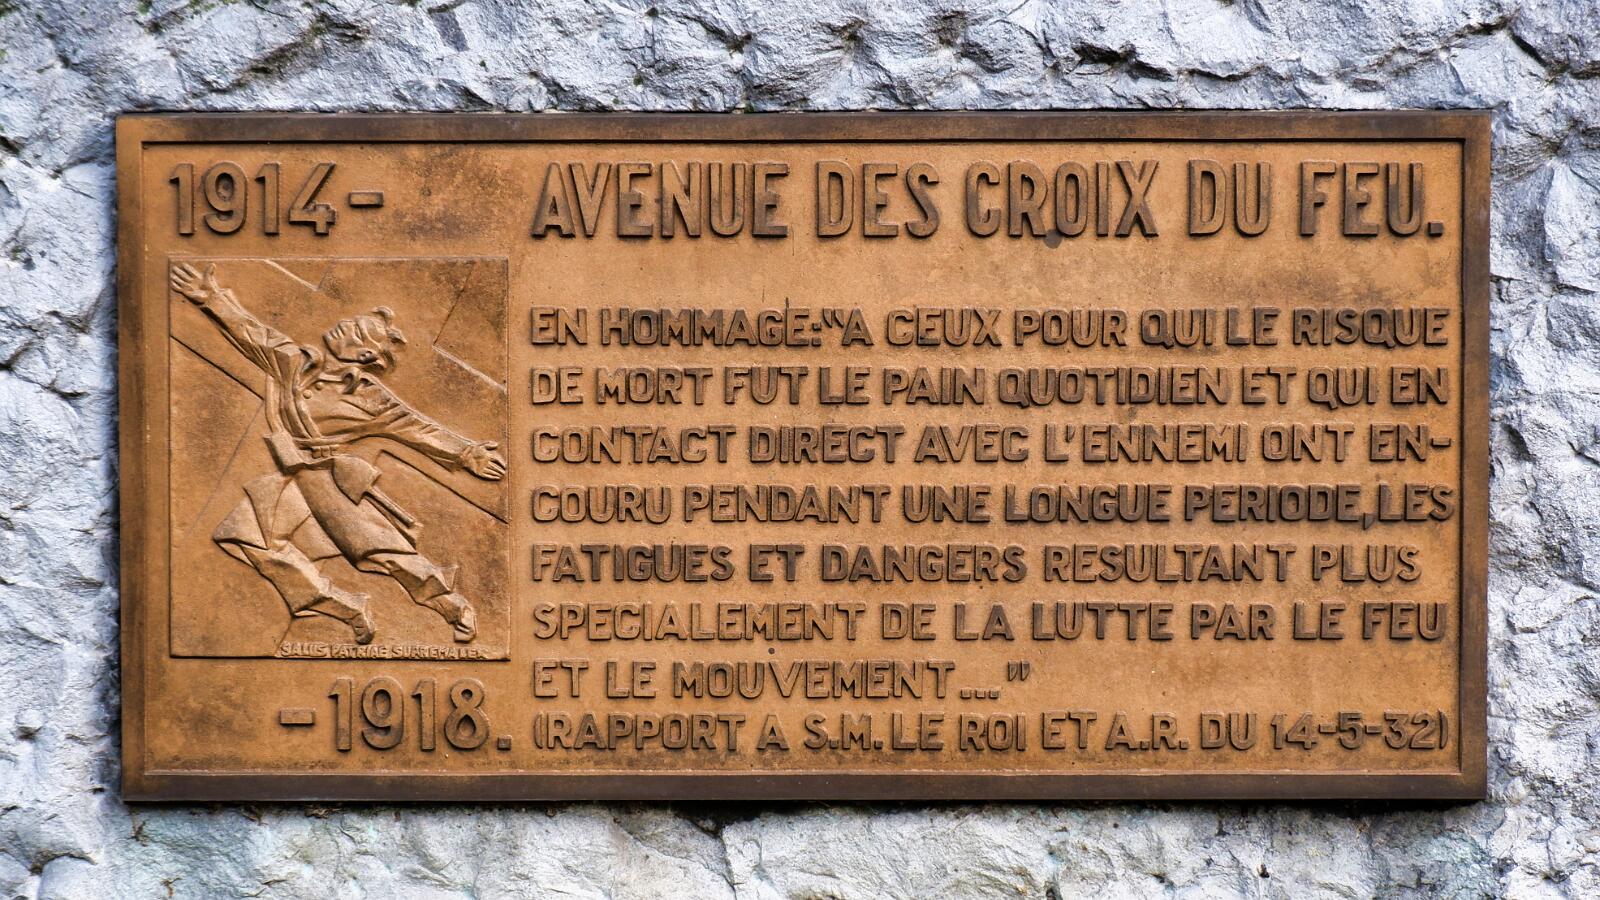 1914-
AVENUE DES CROIX DU FEU.
EN HOMMAGE: "A CEUX POUR QUI LE RISQUE
DE MORT FUT LE PAIN QUOTIDIEN ET QUI EN
CONTACT DIRECT AVEC L'ENNEMI ONT EN-
COURU PENDANT UNE LONGUE PERIODE, LES
FATIGUES ET DANGERS RESULTANT PLUS
SPECIALEMENT DE LA LUTTE PAR LE FEU
ET LE MOUVEMENT..."
(RAPPORT A S.M. LE ROI ET A.R. DU 14-5-32)
SALUS PATRIAE SUPREMA LEX
-1918.